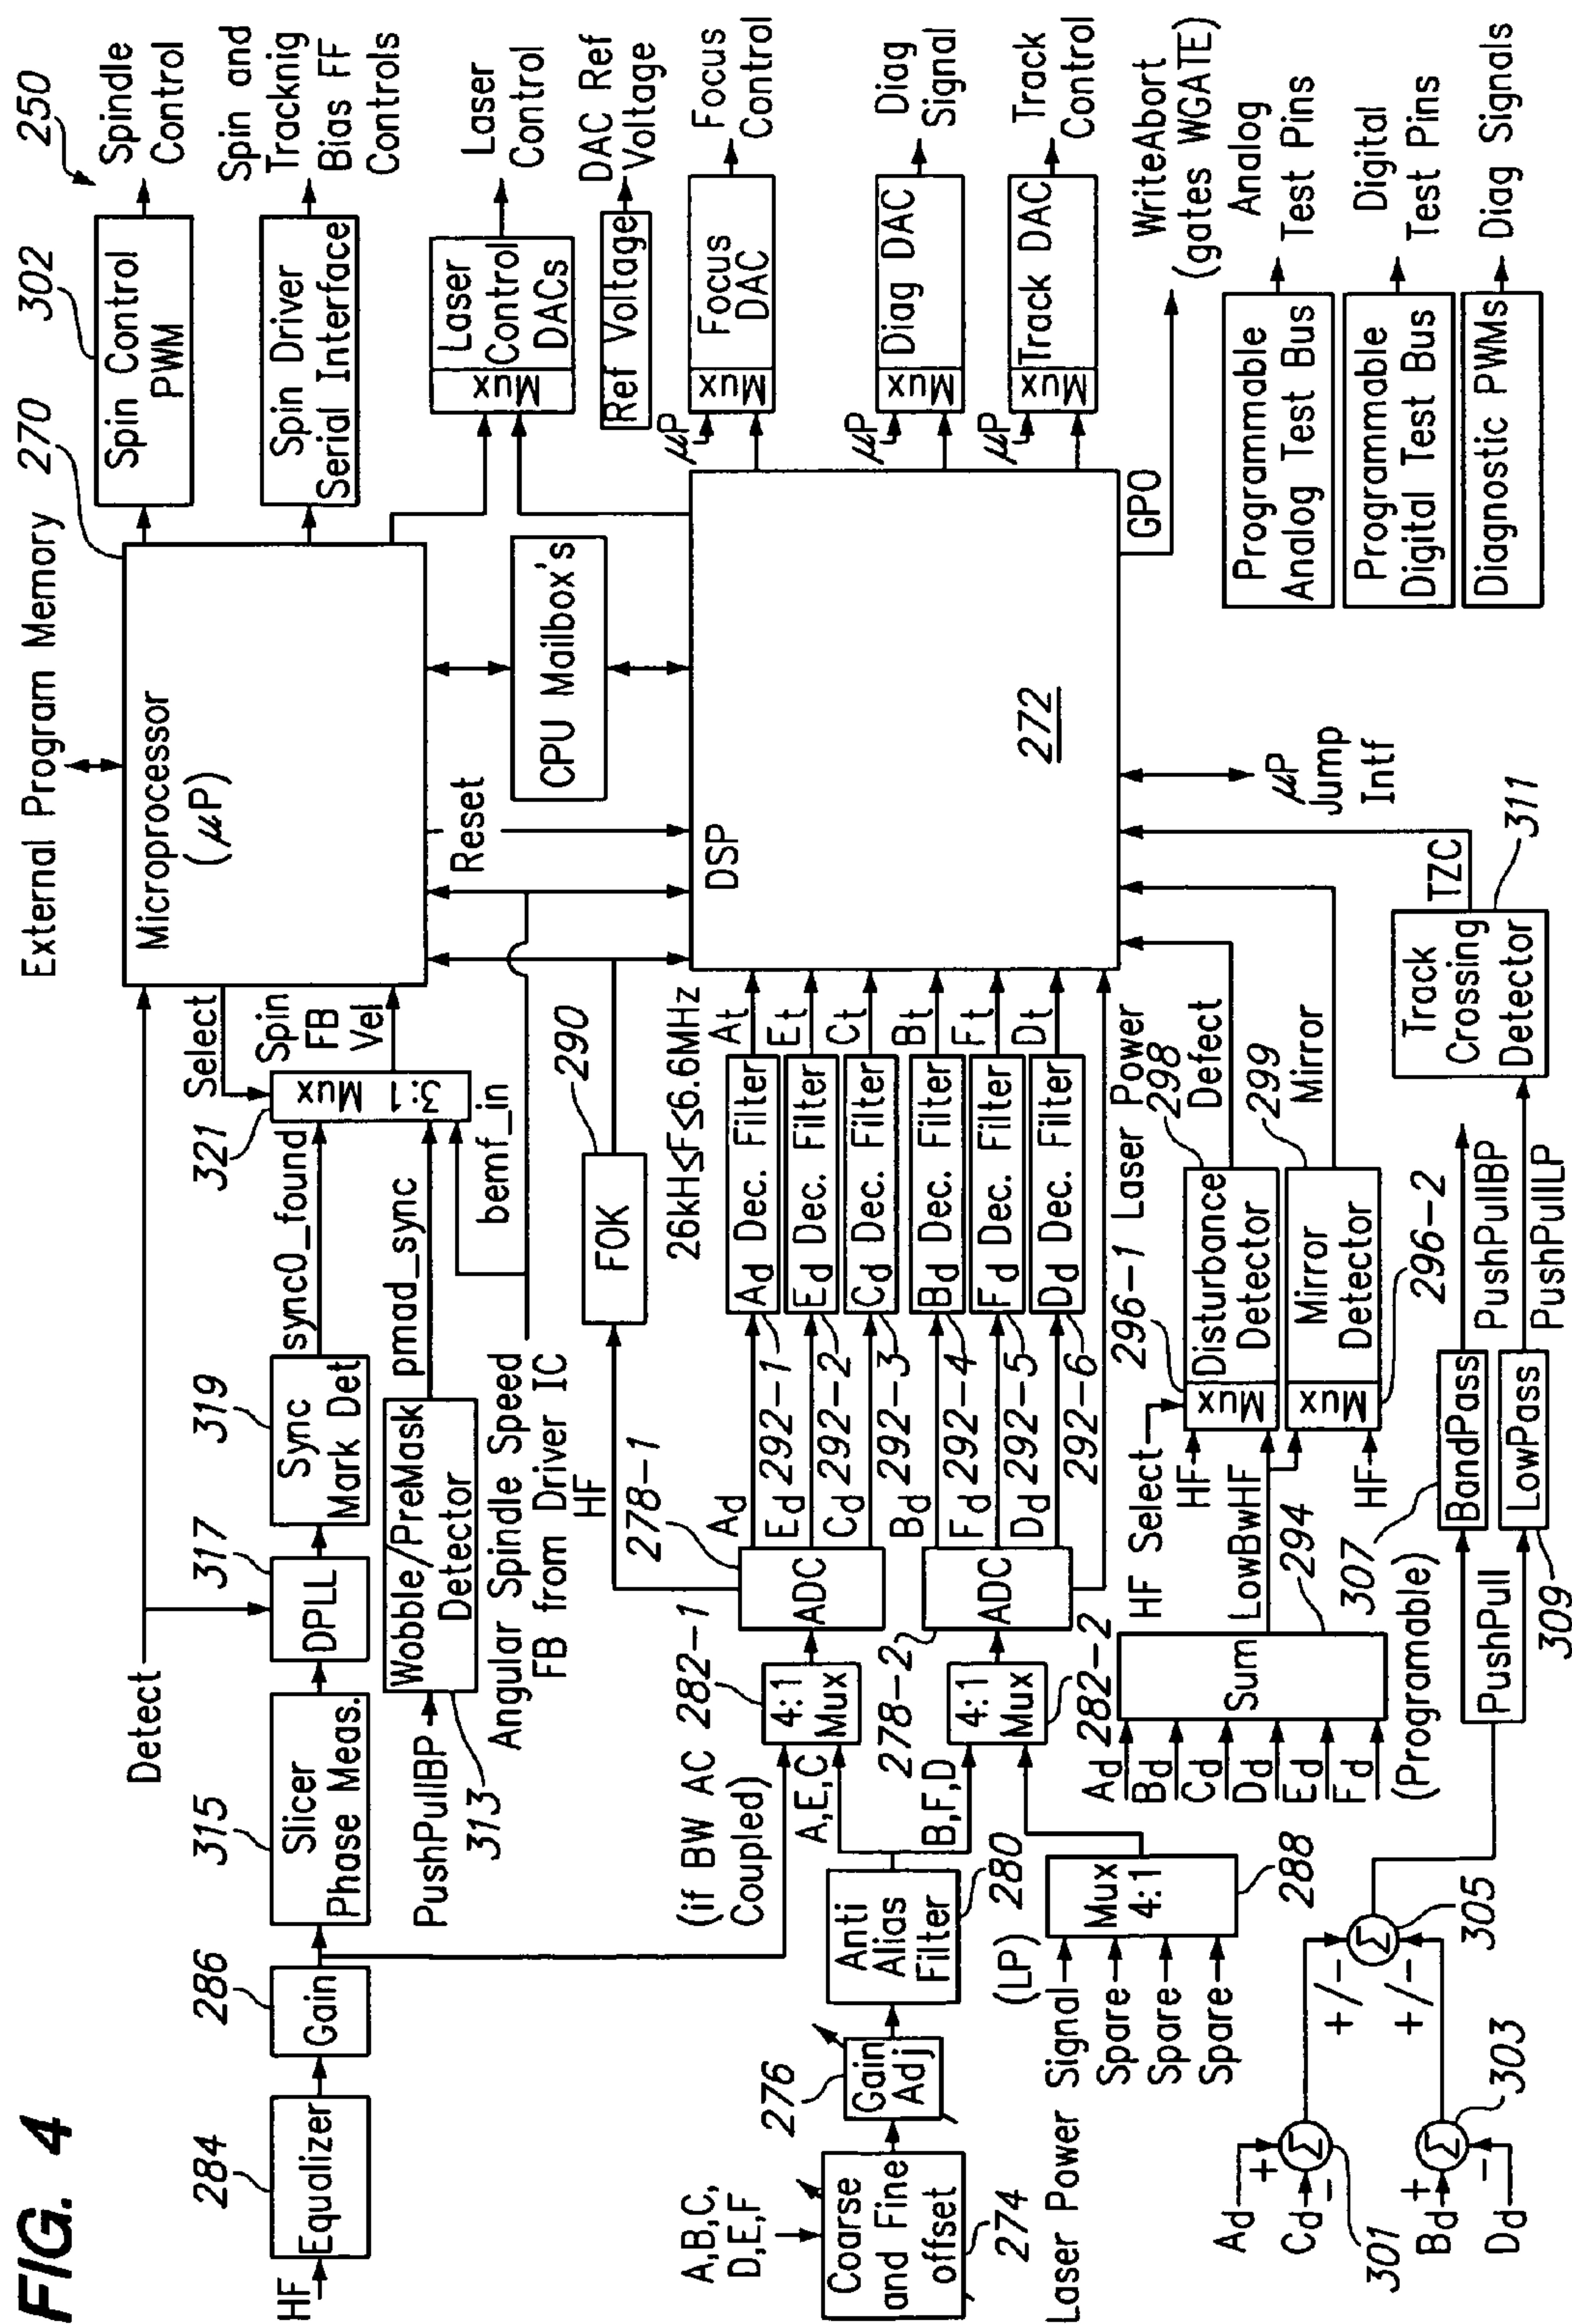 FIG. 4
External Program Memory
270
302
250
Spin Control
PWM
Spindle
Control
Microprocessor
(μP)
Spin Driver
Serial Interface
Spin and
Tracknig
Bias FF
Controls
Laser
Control
DACs
Mux
Laser
Control
Ref Voltage
DAC Ref
Voltage
HF
Equalizer
284
Gain
286
Slicer
Phase Meas.
315
Detect
DPLL
317
Sync
Mark Det
319
sync0_found
321
3:1
Mux
Select
Spin
FB
Vel
PushPullBP
Wobble/PreMask
Detector
313
pmad_sync
Angular Spindle Speed
FB from Driver IC
bemf_in
Reset
CPU Mailbox's
HF
FOK
290
(if BW AC
Coupled)
A,B,C,
D,E,F
Coarse
and Fine
offset
274
Gain
Adj
276
Anti
Alias
Filter
280
A,E,C
B,F,D
282-1
4:1
Mux
278-1
ADC
278-2
4:1
Mux
282-2
ADC
26kH≤F≤6.6MHz
Ad
Ad Dec. Filter
At
292-1
Ed
Ed Dec. Filter
Et
292-2
Cd
Cd Dec. Filter
Ct
292-3
Bd
Bd Dec. Filter
Bt
292-4
Fd
Fd Dec. Filter
Ft
292-5
Dd
Dd Dec. Filter
Dt
292-6
Laser Power
DSP
272
μP
Mux
Focus
DAC
Focus
Control
μP
Mux
Diag DAC
Diag
Signal
μP
Mux
Track DAC
Track
Control
GPO
WriteAbort
(gates WGATE)
Laser Power Signal
(LP)
Spare
Spare
Spare
Mux
4:1
288
Ad
Bd
Cd
Dd
Ed
Fd
Sum
294
(Programable)
LowBwHF
HF Select
HF
Mux
296-1
Disturbance
Detector
298
Defect
HF
Mux
296-2
Mirror
Detector
299
Mirror
μP
Jump
Intf
Programmable
Analog Test Bus
Analog
Test Pins
Programmable
Digital Test Bus
Digital
Test Pins
Diagnostic PWMs
Diag Signals
Ad
+
Σ
Cd
-
301
Bd
+
Σ
Dd
-
303
+/-
+/-
Σ
305
PushPull
307
BandPass
PushPullBP
LowPass
309
PushPullLP
Track
Crossing
Detector
311
TZC